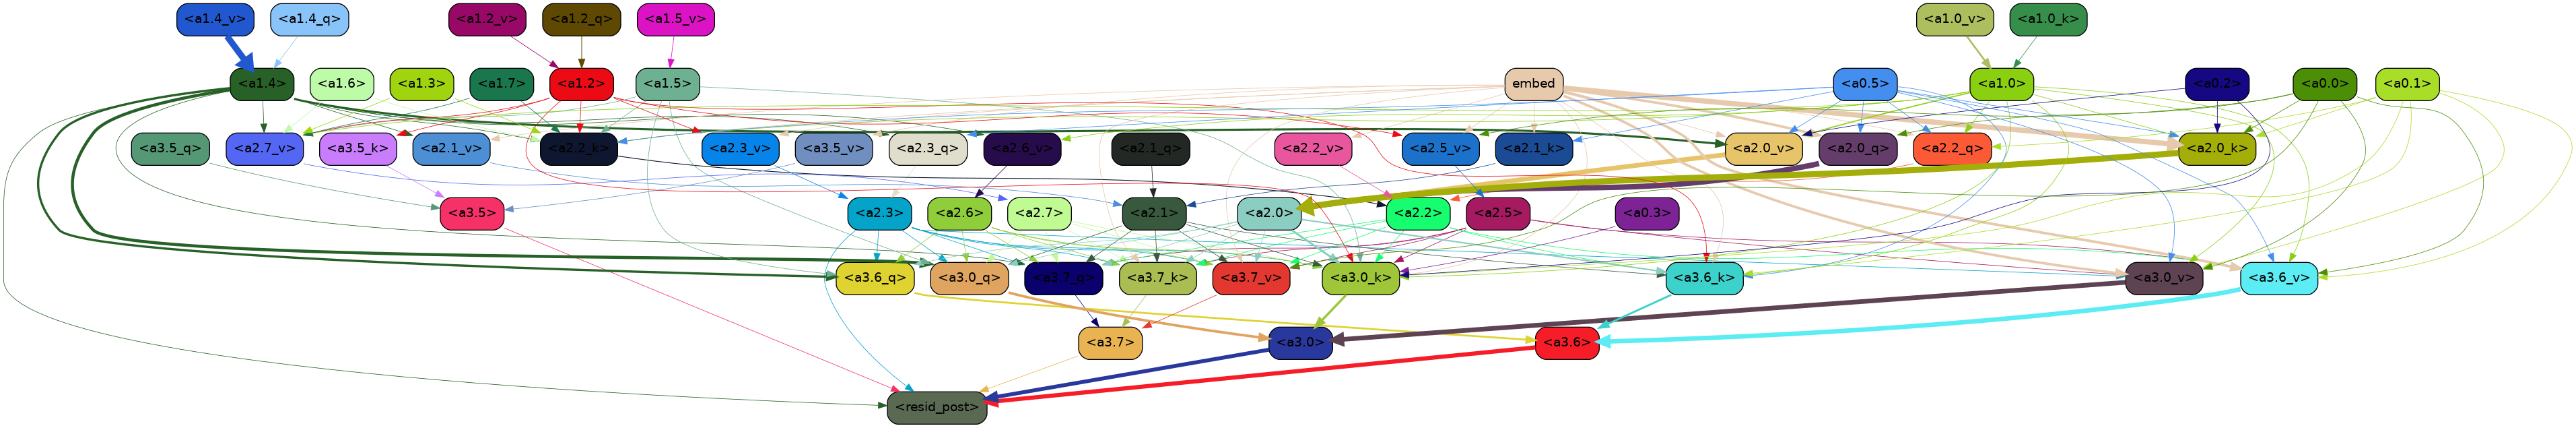 <a1.4_v> <a1.4_q> <a1.2_v> <a1.2_q> <a1.5_v> <a1.0_v> <a1.0_k>
<a1.4> <a1.6> <a1.3> <a1.7> <a1.2> <a1.5> embed <a0.5> <a1.0> <a0.2> <a0.0> <a0.1>
<a3.5_q> <a2.7_v> <a3.5_k> <a2.1_v> <a2.2_k> <a2.3_v> <a3.5_v> <a2.3_q> <a2.6_v> <a2.1_q> <a2.2_v> <a2.5_v> <a2.1_k> <a2.0_v> <a2.0_q> <a2.2_q> <a2.0_k>
<a3.5> <a2.3> <a2.6> <a2.7> <a2.1> <a2.0> <a2.2> <a2.5> <a0.3>
<a3.6_q> <a3.0_q> <a3.7_q> <a3.7_k> <a3.7_v> <a3.0_k> <a3.6_k> <a3.0_v> <a3.6_v>
<a3.7> <a3.0> <a3.6>
<resid_post>